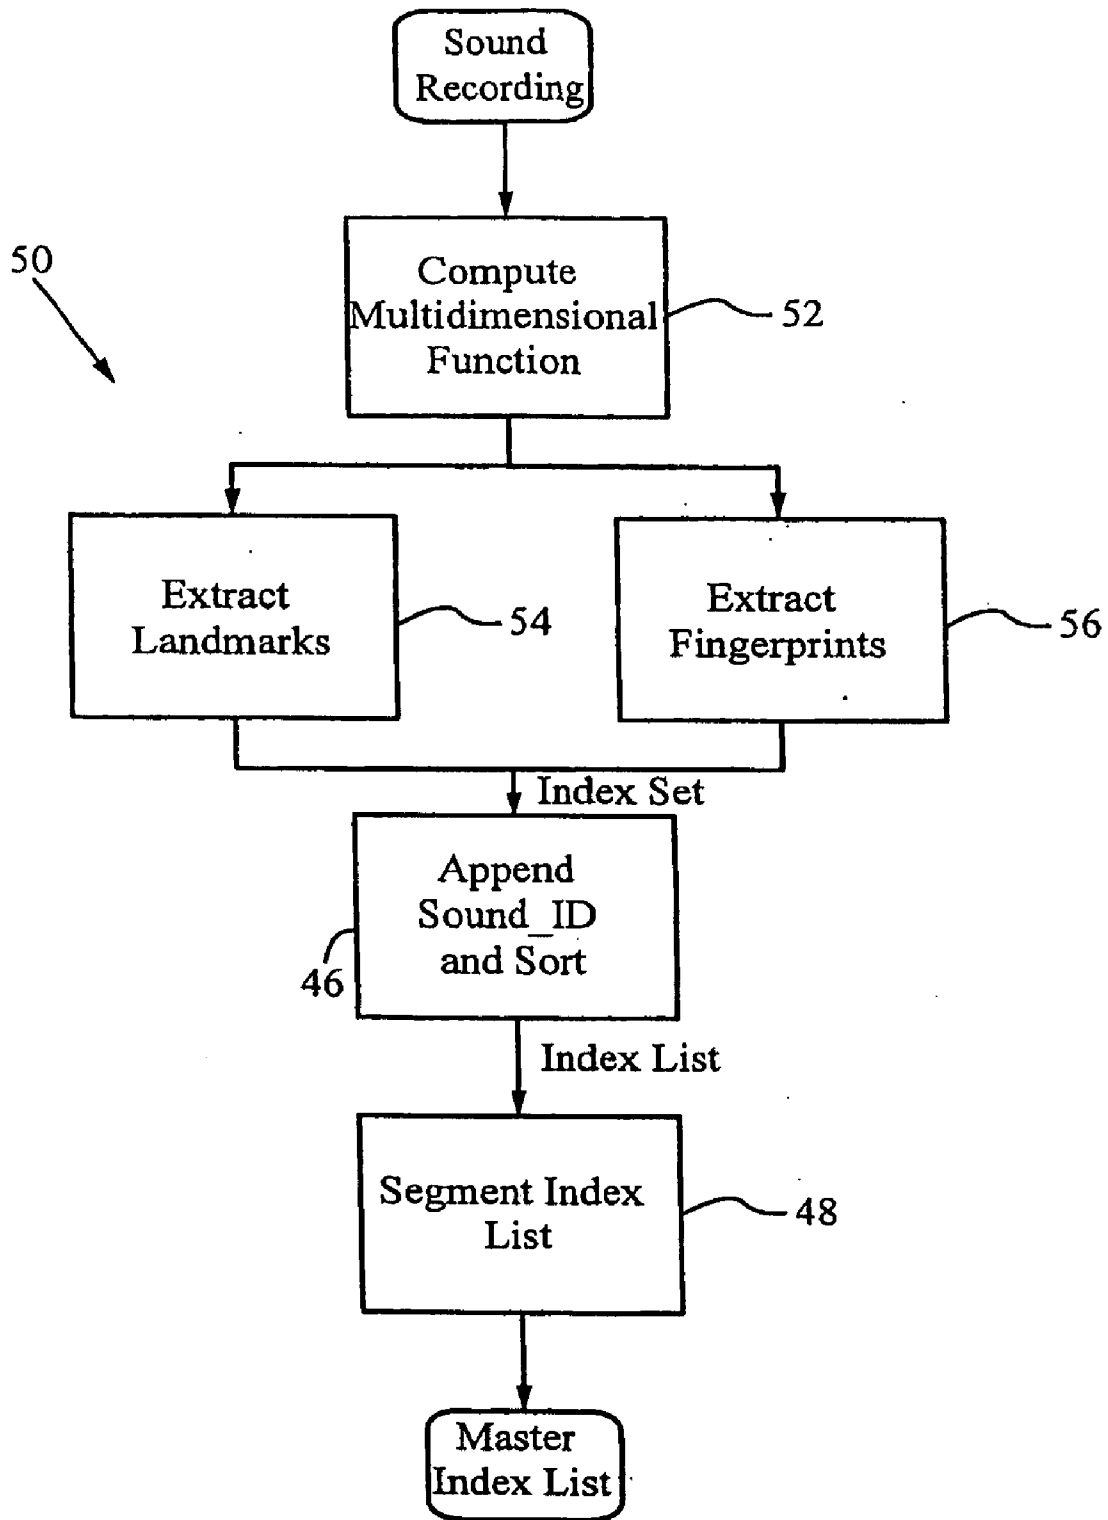 Sound
Recording
50
Compute
Multidimensional
Function
52
Extract
Landmarks
54
Extract
Fingerprints
56
Index Set
Append
Sound_ID
and Sort
46
Index List
Segment Index
List
48
Master
Index List